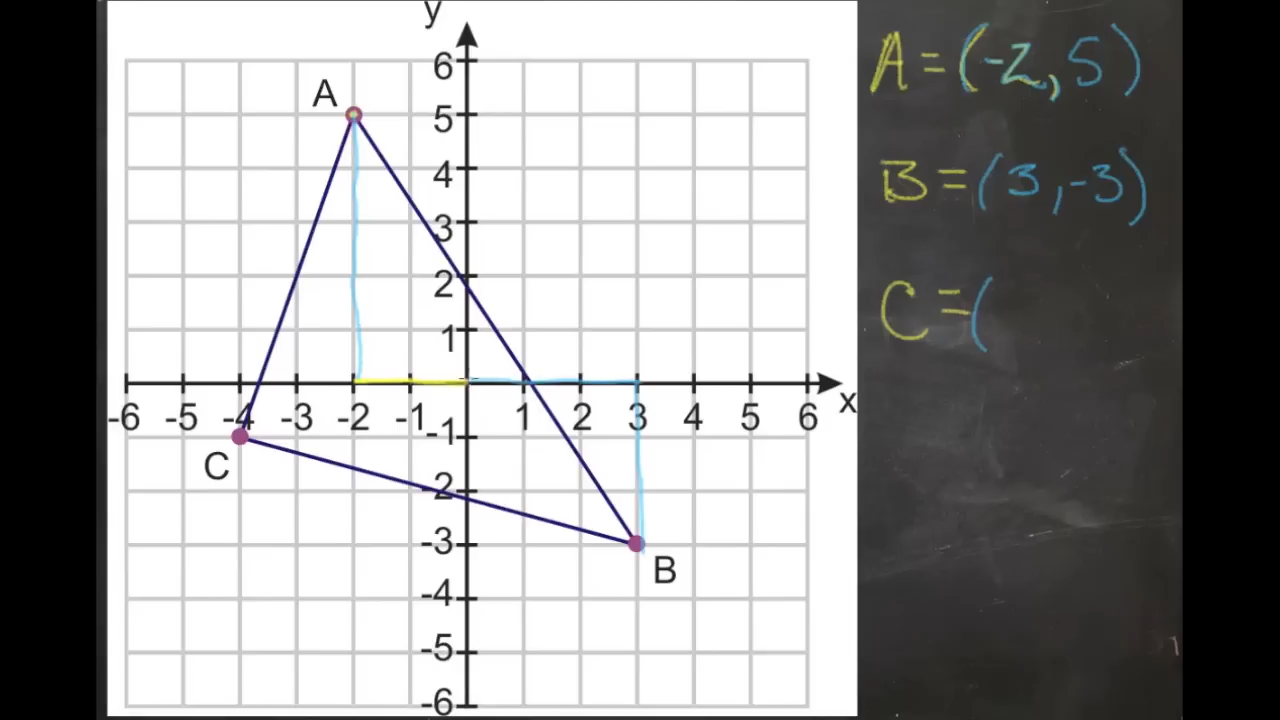 y
6
A
5
4
3
2
1
-6 -5 -4 -3 -2 -1 1 2 3 4 5 6 x
-1
C
-2
-3
B
-4
-5
-6
A = (-2, 5)
B = (3, -3)
C = (